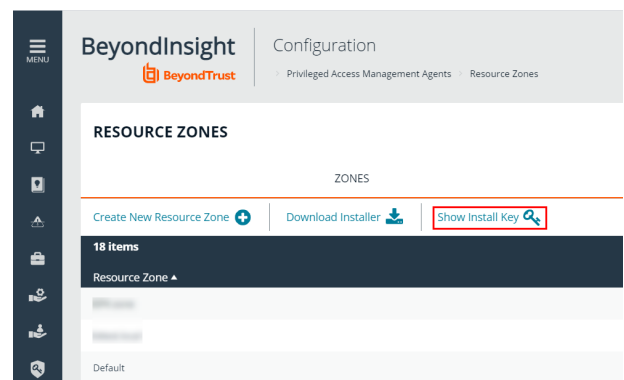 MENU
BeyondInsight
BeyondTrust
Configuration
> Privileged Access Management Agents > Resource Zones
RESOURCE ZONES
ZONES
Create New Resource Zone
Download Installer
Show Install Key
18 items
Resource Zone
Default